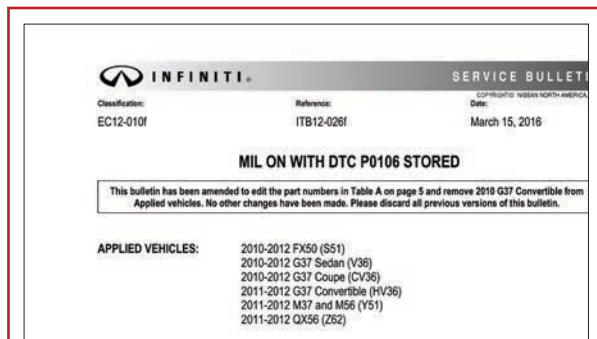 INFINITI®
SERVICE BULLETI
COPYRIGHT© NISSAN NORTH AMERICA,
Classification:
Reference:
Date:
EC12-010f
ITB12-026f
March 15, 2016
MIL ON WITH DTC P0106 STORED
This bulletin has been amended to edit the part numbers in Table A on page 5 and remove 2010 G37 Convertible from
Applied vehicles. No other changes have been made. Please discard all previous versions of this bulletin.
APPLIED VEHICLES:
2010-2012 FX50 (S51)
2010-2012 G37 Sedan (V36)
2010-2012 G37 Coupe (CV36)
2011-2012 G37 Convertible (HV36)
2011-2012 M37 and M56 (Y51)
2011-2012 QX56 (Z62)